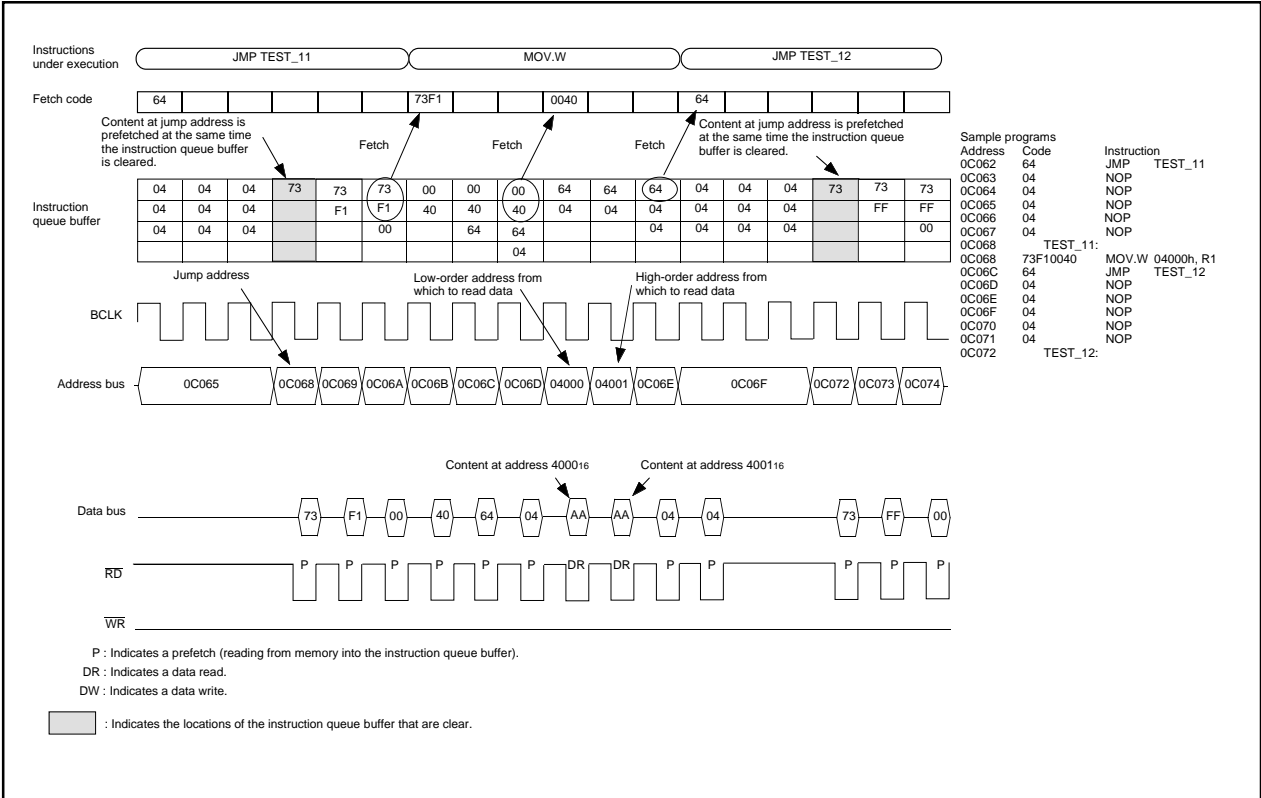 Instructions
under execution
JMP TEST_11
MOV.W
JMP TEST_12
Fetch code
64
73F1
0040
64
Content at jump address is
prefetched at the same time
the instruction queue buffer
is cleared.
Fetch
Fetch
Fetch
Content at jump address is prefetched
at the same time the instruction queue
buffer is cleared.
Instruction
queue buffer
04 04 04 73 73 73 00 00 00 64 64 64 04 04 04 73 73 73
04 04 04 F1 F1 40 40 40 04 04 04 04 04 04 FF FF
04 04 04 00 64 64 04 04 04 04 00
04
Jump address
Low-order address from
which to read data
High-order address from
which to read data
BCLK
Address bus
0C065 0C068 0C069 0C06A 0C06B 0C06C 0C06D 04000 04001 0C06E 0C06F 0C072 0C073 0C074
Content at address 400016
Content at address 400116
Data bus
73 F1 00 40 64 04 AA AA 04 04 73 FF 00
RD
P P P P P P DR DR P P P P P
WR
P : Indicates a prefetch (reading from memory into the instruction queue buffer).
DR : Indicates a data read.
DW : Indicates a data write.
: Indicates the locations of the instruction queue buffer that are clear.
Sample programs
Address Code Instruction
0C062 64 JMP TEST_11
0C063 04 NOP
0C064 04 NOP
0C065 04 NOP
0C066 04 NOP
0C067 04 NOP
0C068 TEST_11:
0C068 73F10040 MOV.W 04000h, R1
0C06C 64 JMP TEST_12
0C06D 04 NOP
0C06E 04 NOP
0C06F 04 NOP
0C070 04 NOP
0C071 04 NOP
0C072 TEST_12: